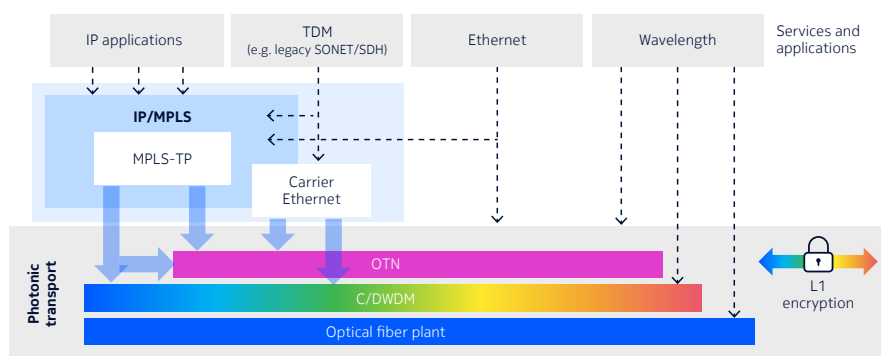 IP applications
TDM
(e.g. legacy SONET/SDH)
Ethernet
Wavelength
Services and
applications
IP/MPLS
MPLS-TP
Carrier
Ethernet
Photonic
transport
OTN
C/DWDM
Optical fiber plant
L1
encryption